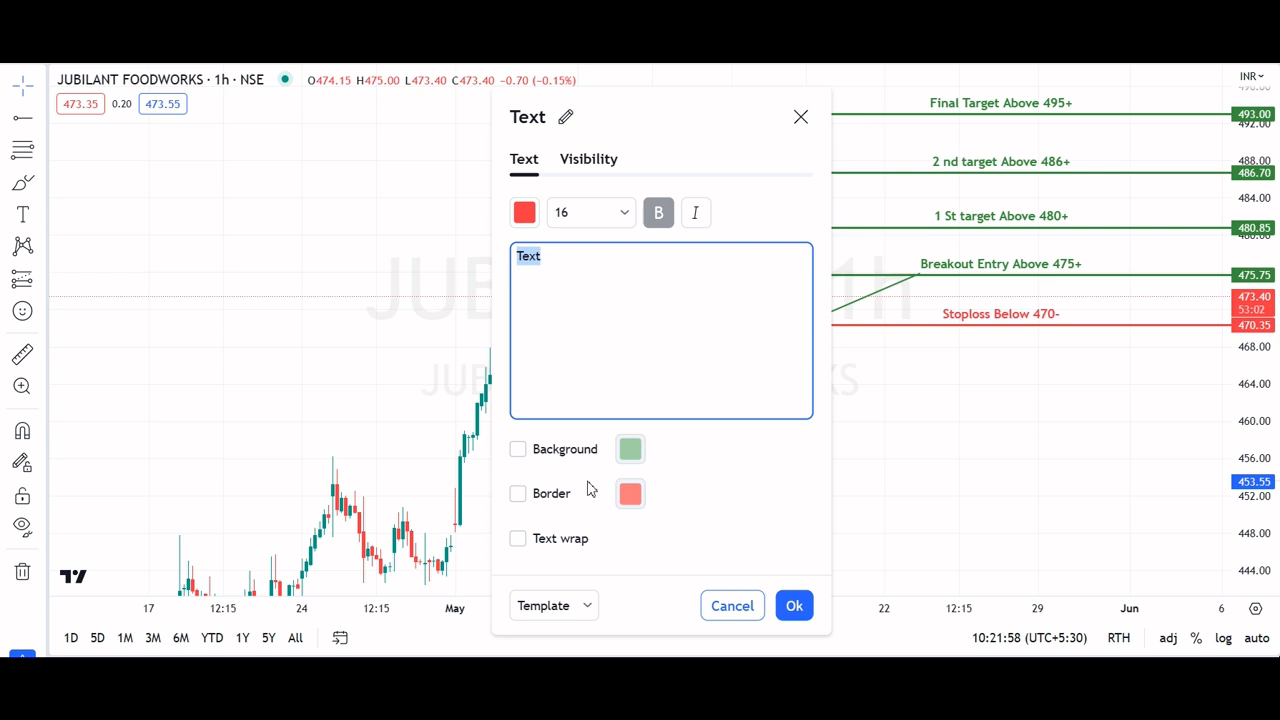 JUBILANT FOODWORKS · 1h · NSE
O474.15 H475.00 L473.40 C473.40 −0.70 (−0.15%)
INR
473.35 0.20 473.55
Text
Text Visibility
16 B I
Text
Background
Border
Text wrap
Template
Cancel
Ok
Final Target Above 495+
2 nd target Above 486+
1 St target Above 480+
Breakout Entry Above 475+
Stoploss Below 470-
496.00
493.00
492.00
488.00
486.70
484.00
480.85
480.00
475.75
473.40
53:02
470.35
468.00
464.00
460.00
456.00
453.55
452.00
448.00
444.00
17 12:15 24 12:15 May 22 12:15 29 Jun 6
1D 5D 1M 3M 6M YTD 1Y 5Y All
10:21:58 (UTC+5:30) RTH adj % log auto